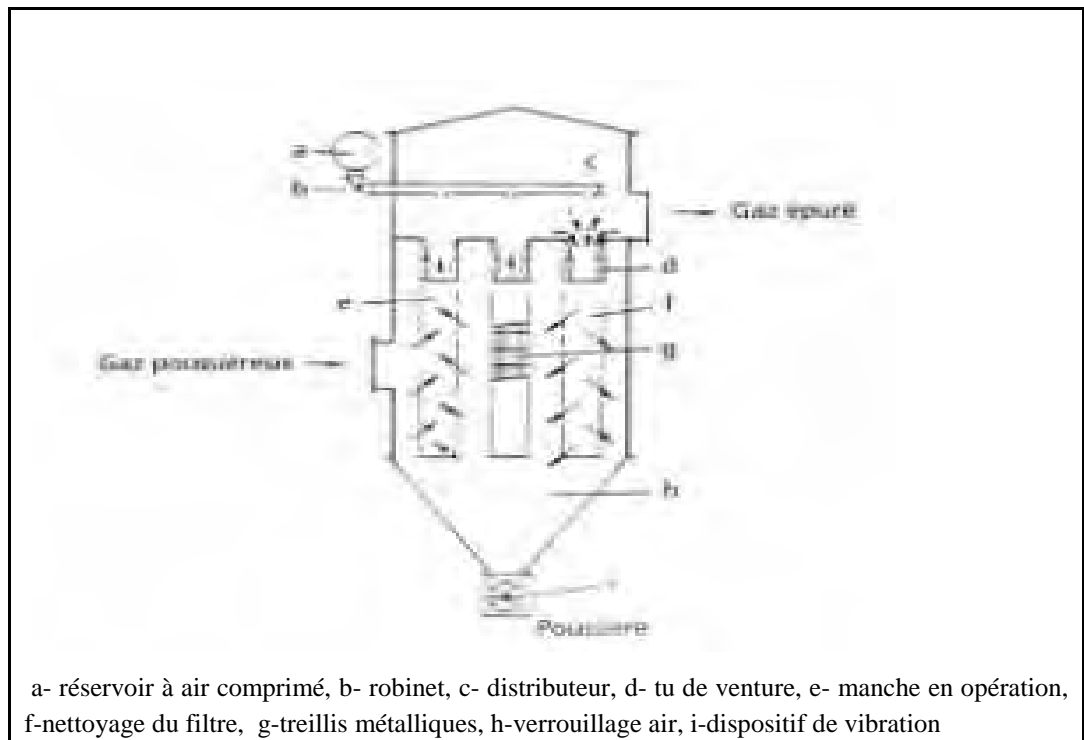 a
b
c
Gaz épuré
d
e
f
g
Gaz poussiéreux
h
Poussière
a- réservoir à air comprimé, b- robinet, c- distributeur, d- tu de venture, e- manche en opération,
f-nettoyage du filtre, g-treillis métalliques, h-verrouillage air, i-dispositif de vibration